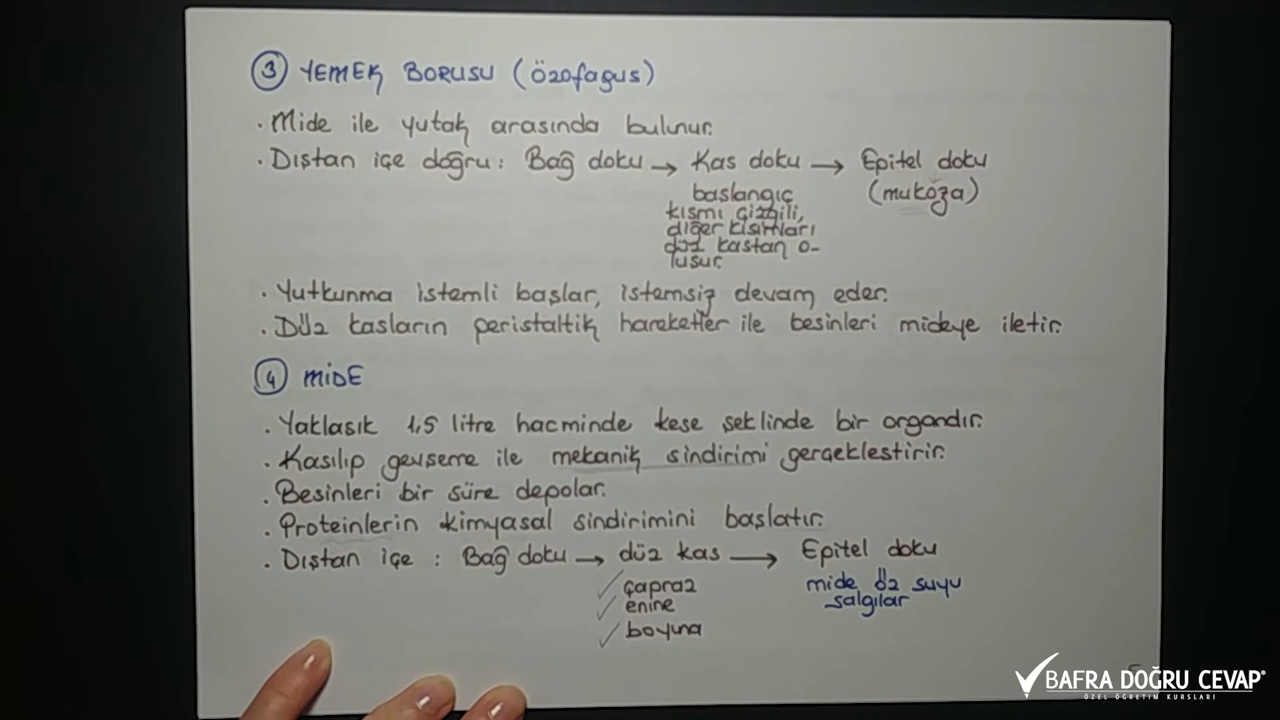 3 YEMEK BORUSU (Özofagus)
. Mide ile yutak arasında bulunur.
. Dıştan içe doğru : Bağ doku → Kas doku → Epitel doku
(mukoza)
başlangıç
kısmı çizgili,
diğer kısımları
düz kastan o-
luşur.
. Yutkunma istemli başlar, istemsiz devam eder.
. Düz kasların peristaltik hareketler ile besinleri mideye iletir.
4 MİDE
. Yaklaşık 1,5 litre hacminde kese şeklinde bir organdır.
. Kasılıp gevşeme ile mekanik sindirimi gerçekleştirir.
. Besinleri bir süre depolar.
. Proteinlerin kimyasal sindirimini başlatır.
. Dıştan içe : Bağ doku → düz kas → Epitel doku
✓ çapraz
✓ enine
✓ boyuna
mide öz suyu
salgılar
5
BAFRA DOĞRU CEVAP®
ÖZEL ÖĞRETİM KURSLARI